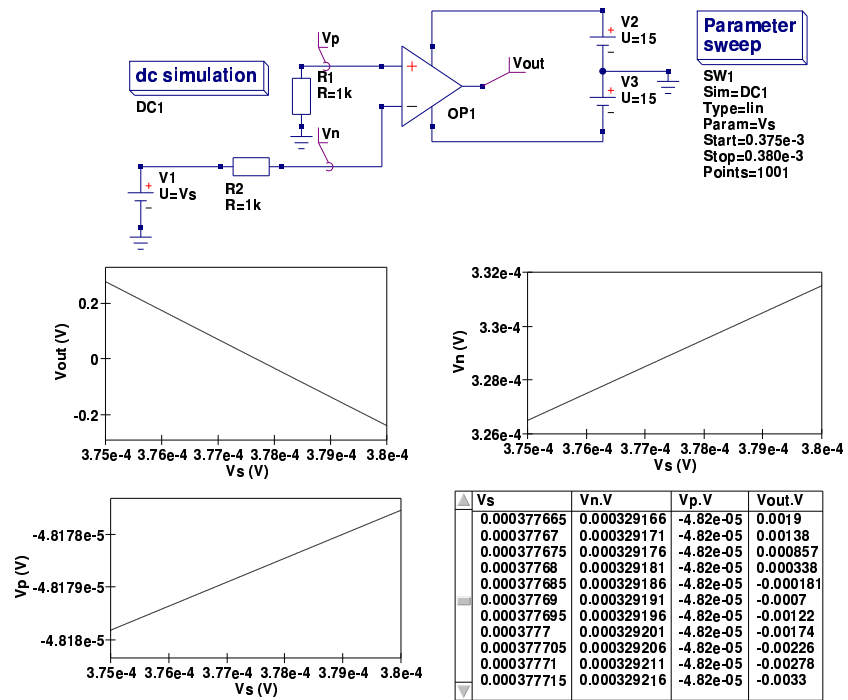 dc simulation
DC1
Vp
R1
R=1k
Vn
V1
U=Vs
R2
R=1k
+
−
OP1
Vout
V2
U=15
V3
U=15
Parameter
sweep
SW1
Sim=DC1
Type=lin
Param=Vs
Start=0.375e-3
Stop=0.380e-3
Points=1001
Vout (V)
0.2
0
-0.2
3.75e-4 3.76e-4 3.77e-4 3.78e-4 3.79e-4 3.8e-4
Vs (V)
Vn (V)
3.32e-4
3.3e-4
3.28e-4
3.26e-4
3.75e-4 3.76e-4 3.77e-4 3.78e-4 3.79e-4 3.8e-4
Vs (V)
Vp (V)
-4.8178e-5
-4.8179e-5
-4.818e-5
3.75e-4 3.76e-4 3.77e-4 3.78e-4 3.79e-4 3.8e-4
Vs (V)
Vs Vn.V Vp.V Vout.V
0.000377665 0.000329166 -4.82e-05 0.0019
0.00037767 0.000329171 -4.82e-05 0.00138
0.000377675 0.000329176 -4.82e-05 0.000857
0.00037768 0.000329181 -4.82e-05 0.000338
0.000377685 0.000329186 -4.82e-05 -0.000181
0.00037769 0.000329191 -4.82e-05 -0.0007
0.000377695 0.000329196 -4.82e-05 -0.00122
0.0003777 0.000329201 -4.82e-05 -0.00174
0.000377705 0.000329206 -4.82e-05 -0.00226
0.00037771 0.000329211 -4.82e-05 -0.00278
0.000377715 0.000329216 -4.82e-05 -0.0033